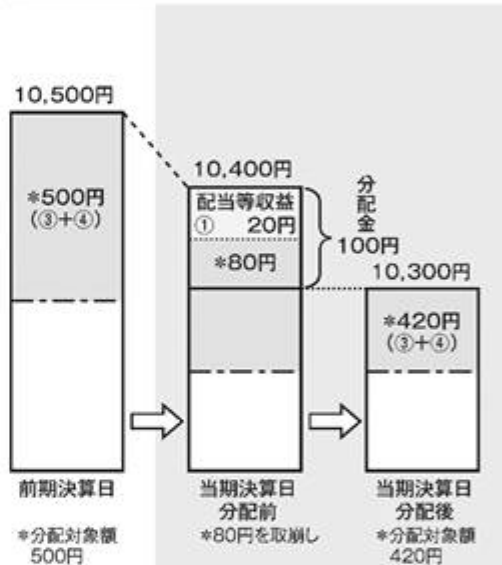 10,500円
*500円
(③+④)
前期決算日
*分配対象額
500円
10,400円
配当等収益
① 20円
*80円
分配金
100円
当期決算日
分配前
*80円を取崩し
10,300円
*420円
(③+④)
当期決算日
分配後
*分配対象額
420円